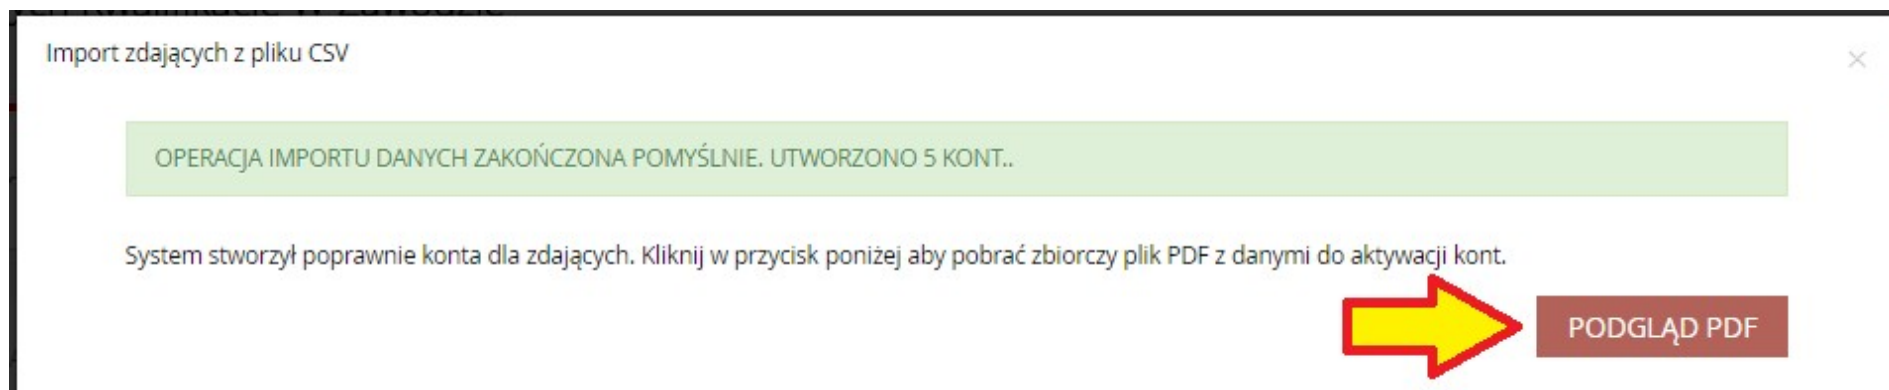 Import zdających z pliku CSV
×
OPERACJA IMPORTU DANYCH ZAKOŃCZONA POMYŚLNIE. UTWORZONO 5 KONT..
System stworzył poprawnie konta dla zdających. Kliknij w przycisk poniżej aby pobrać zbiorczy plik PDF z danymi do aktywacji kont.
PODGLĄD PDF